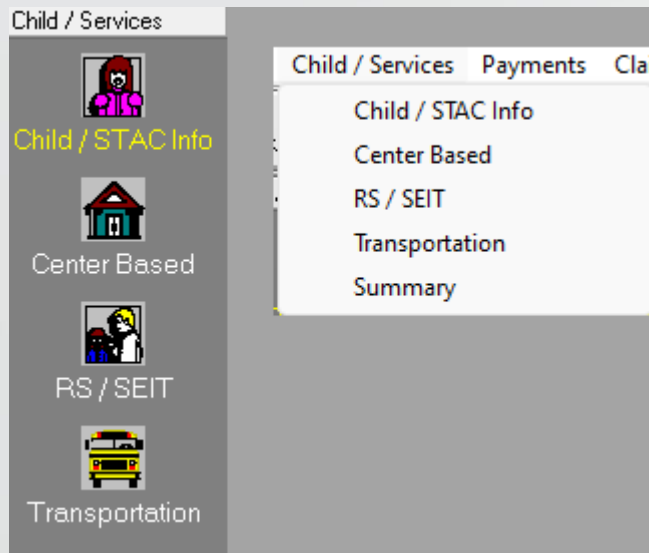 Child / Services
Child / STAC Info
Center Based
RS / SEIT
Transportation
Child / Services Payments Cla
Child / STAC Info
Center Based
RS / SEIT
Transportation
Summary